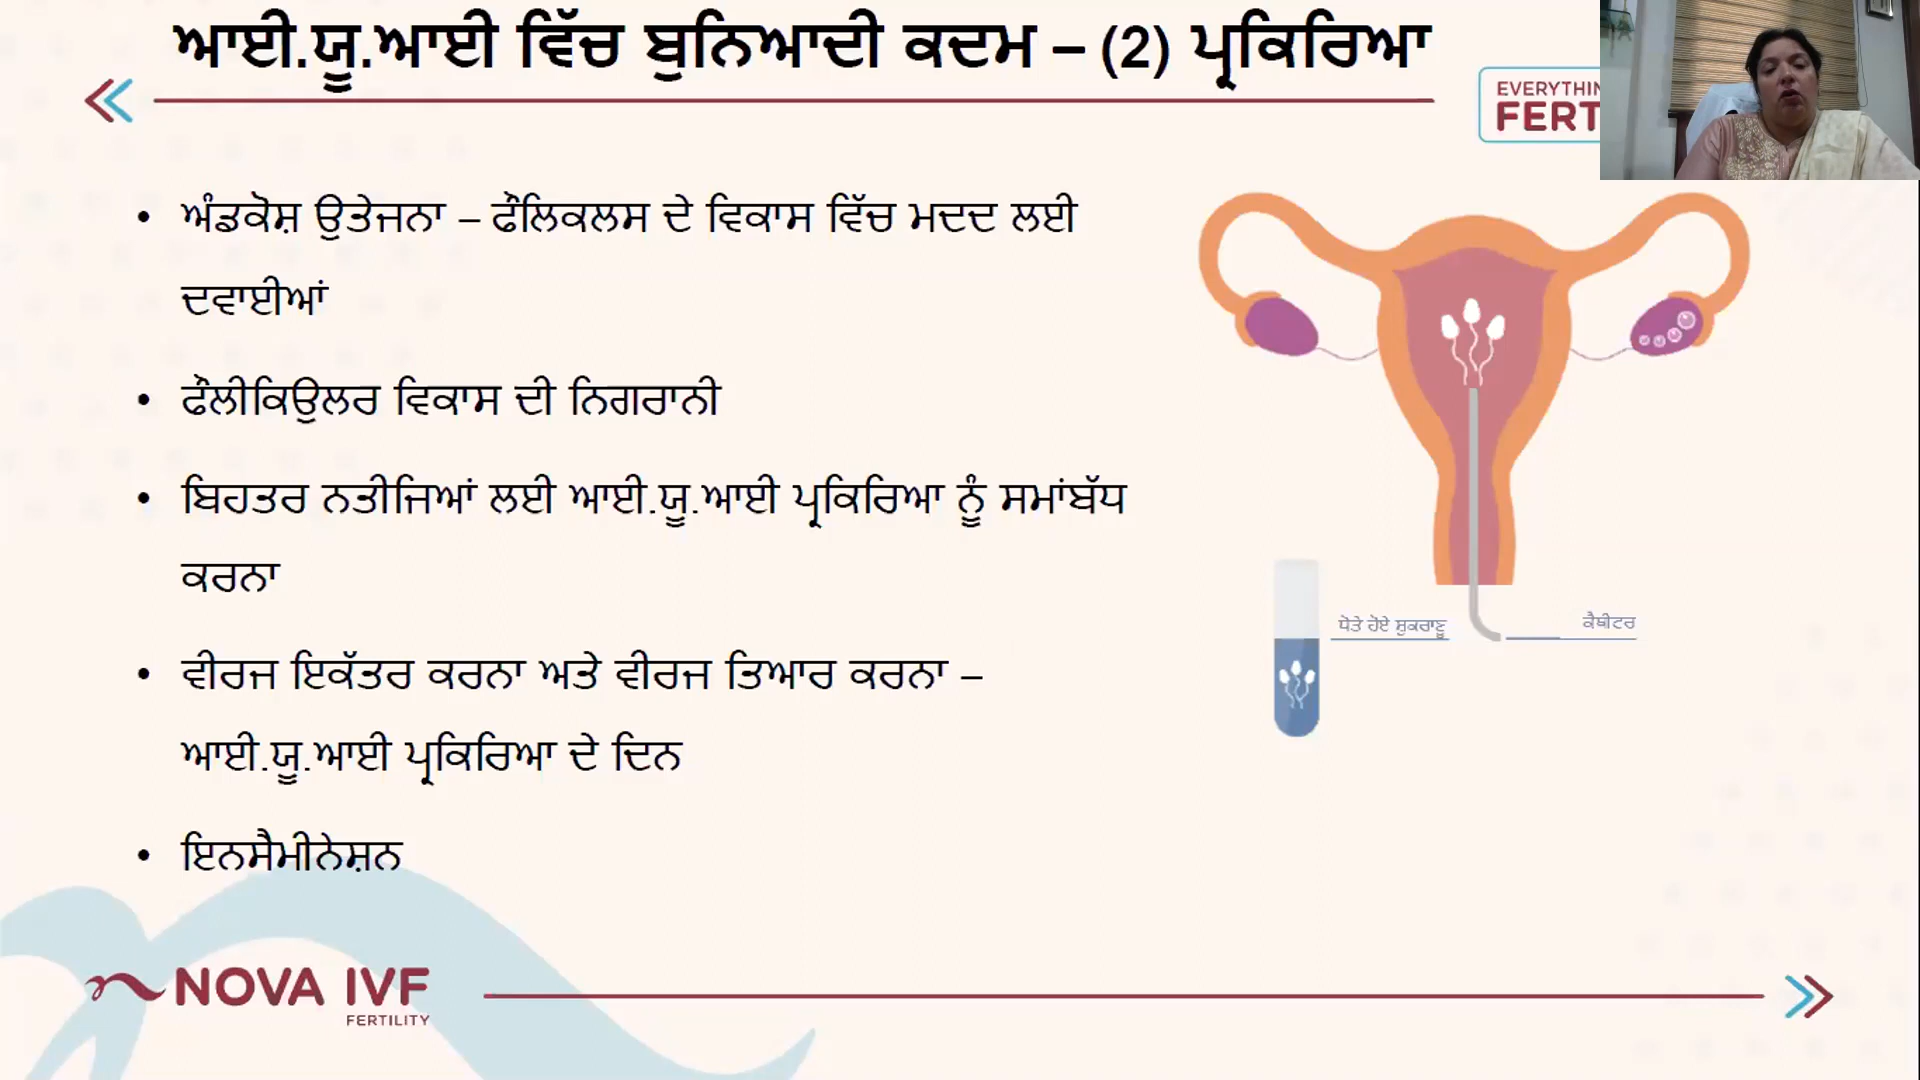 ਆਈ.ਯੂ.ਆਈ ਵਿੱਚ ਬੁਨਿਆਦੀ ਕਦਮ – (2) ਪ੍ਰਕਿਰਿਆ
EVERYTHIN
FERT
• ਅੰਡਕੋਸ਼ ਉਤੇਜਨਾ – ਫੌਲਿਕਲਸ ਦੇ ਵਿਕਾਸ ਵਿੱਚ ਮਦਦ ਲਈ
ਦਵਾਈਆਂ
• ਫੌਲੀਕਿਉਲਰ ਵਿਕਾਸ ਦੀ ਨਿਗਰਾਨੀ
• ਬਿਹਤਰ ਨਤੀਜਿਆਂ ਲਈ ਆਈ.ਯੂ.ਆਈ ਪ੍ਰਕਿਰਿਆ ਨੂੰ ਸਮਾਂਬੱਧ
ਕਰਨਾ
• ਵੀਰਜ ਇਕੱਤਰ ਕਰਨਾ ਅਤੇ ਵੀਰਜ ਤਿਆਰ ਕਰਨਾ –
ਆਈ.ਯੂ.ਆਈ ਪ੍ਰਕਿਰਿਆ ਦੇ ਦਿਨ
• ਇਨਸੈਮੀਨੇਸ਼ਨ
ਧੋਤੇ ਹੋਏ ਸ਼ੁਕਰਾਣੂ
ਕੈਥੀਟਰ
NOVA IVF
FERTILITY